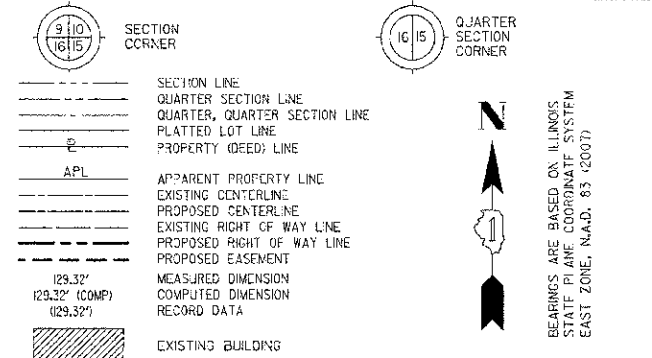 9 10
16 15
SECTION
CORNER
16 15
QUARTER
SECTION
CORNER
SECTION LINE
QUARTER SECTION LINE
QUARTER, QUARTER SECTION LINE
PLATTED LOT LINE
PROPERTY (DEED) LINE
APL
APPARENT PROPERTY LINE
EXISTING CENTERLINE
PROPOSED CENTERLINE
EXISTING RIGHT OF WAY LINE
PROPOSED RIGHT OF WAY LINE
PROPOSED EASEMENT
129.32' MEASURED DIMENSION
129.32' (COMP) COMPUTED DIMENSION
(129.32') RECORD DATA
EXISTING BUILDING
N
BEARINGS ARE BASED ON ILLINOIS
STATE PLANE COORDINATE SYSTEM
EAST ZONE, N.A.D. 83 (2007)